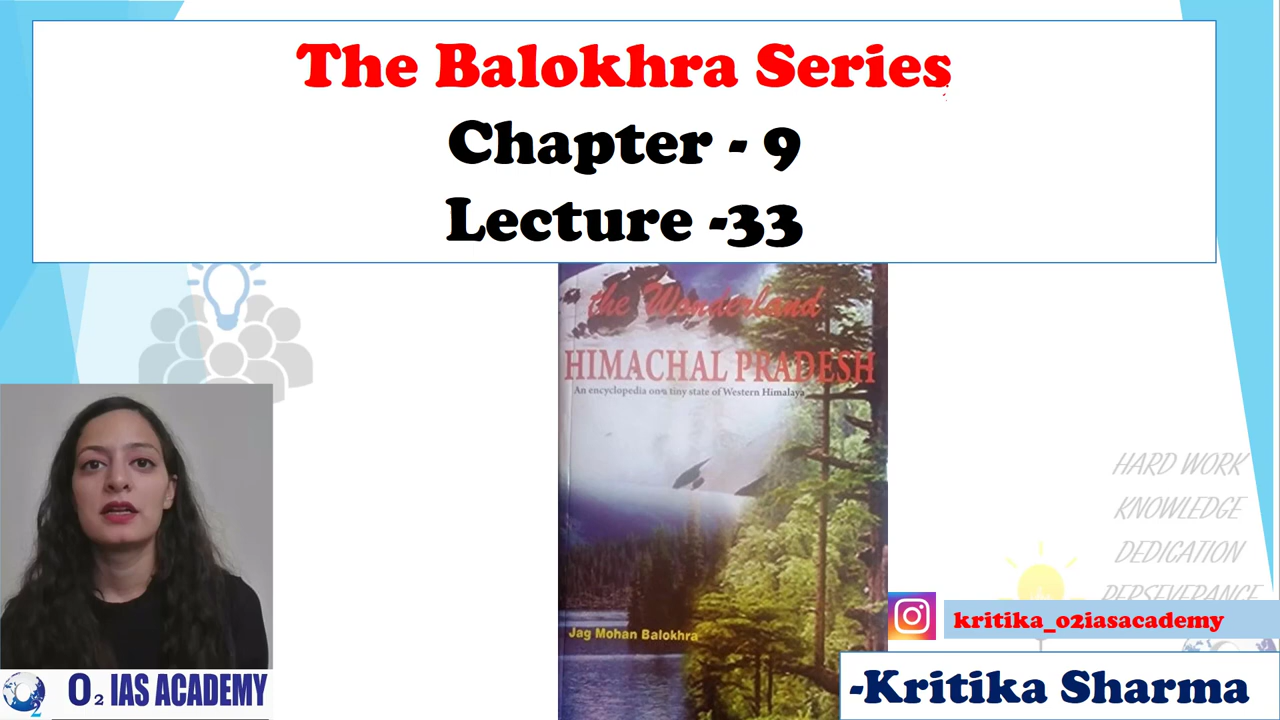 The Balokhra Series
Chapter - 9
Lecture -33
the Wonderland
HIMACHAL PRADESH
An encyclopedia on a tiny state of Western Himalaya
Jag Mohan Balokhra
HARD WORK
KNOWLEDGE
DEDICATION
PERSEVERANCE
kritika_o2iasacademy
-Kritika Sharma
O2 IAS ACADEMY